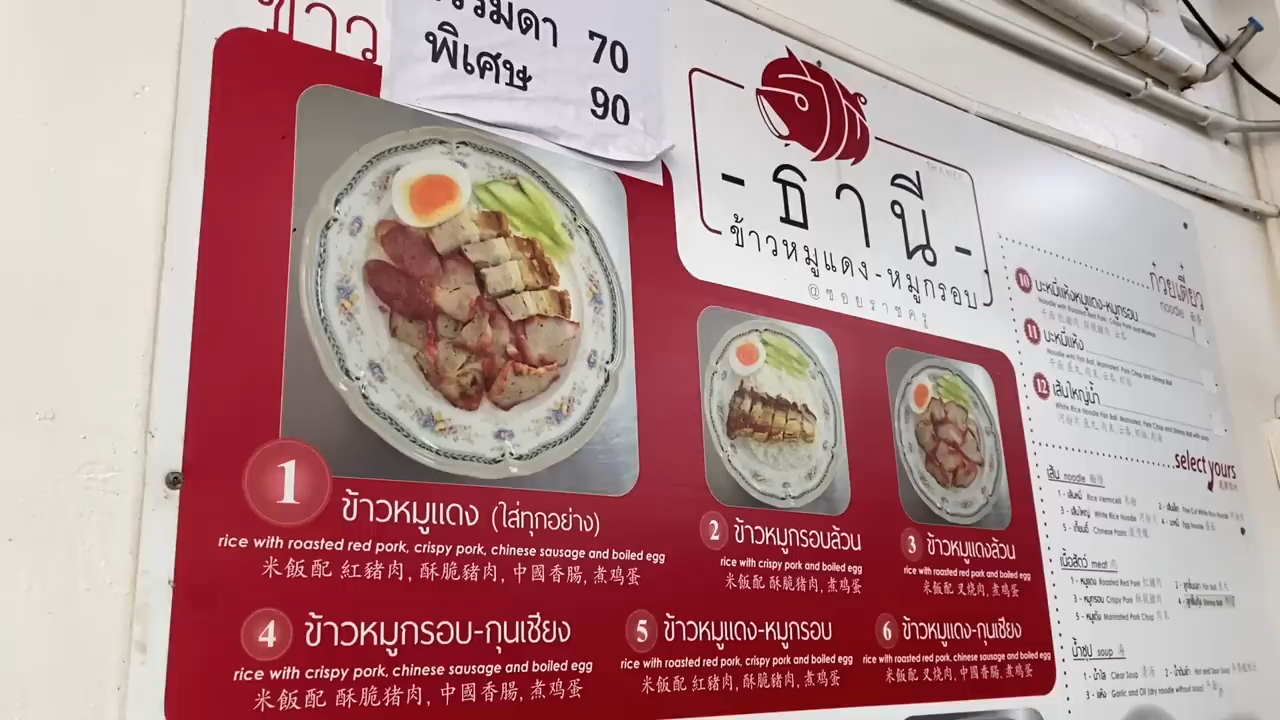 ข้าว
ธรรมดา 70
พิเศษ 90
- ธานี -
ข้าวหมูแดง-หมูกรอบ
@ซอยราชครู
1 ข้าวหมูแดง (ใส่ทุกอย่าง)
rice with roasted red pork, crispy pork, chinese sausage and boiled egg
米飯配 紅豬肉, 酥脆豬肉, 中國香腸, 煮鸡蛋
2 ข้าวหมูกรอบล้วน
rice with crispy pork and boiled egg
米飯配 酥脆猪肉, 煮鸡蛋
3 ข้าวหมูแดงล้วน
rice with roasted red pork and boiled egg
米飯配 叉烧肉, 煮鸡蛋
4 ข้าวหมูกรอบ-กุนเชียง
rice with crispy pork, chinese sausage and boiled egg
米飯配 酥脆猪肉, 中國香腸, 煮鸡蛋
5 ข้าวหมูแดง-หมูกรอบ
rice with roasted red pork, crispy pork and boiled egg
米飯配 紅豬肉, 酥脆豬肉, 煮鸡蛋
6 ข้าวหมูแดง-กุนเชียง
rice with roasted red pork, chinese sausage and boiled egg
米飯配 叉烧肉, 中國香腸, 煮鸡蛋
ก๋วยเตี๋ยว
noodle
10 บะหมี่แห้งหมูแดง-หมูกรอบ
Noodle with Roasted Red Pork, Crispy Pork and Wonton
11 บะหมี่แห้ง
Noodle with Fish Ball, Marinated Pork Chop and Shrimp Ball
12 เส้นใหญ่น้ำ
White Rice Noodle Fish Ball, Marinated Pork Chop and Shrimp Ball with soup
select yours
เส้น noodle
1 - เส้นหมี่ Rice Vermicelli
2 - เส้นเล็ก Thin Cut White Rice Noodle
3 - เส้นใหญ่ White Rice Noodle
4 - บะหมี่ Egg Noodle
5 - เกี้ยมอี๋ Chinese Pasta
เนื้อสัตว์ meat
1 - หมูแดง Roasted Red Pork
2 - ลูกชิ้นปลา Fish Ball
3 - หมูกรอบ Crispy Pork
4 - ลูกชิ้นกุ้ง Shrimp Ball
5 - หมูเด้ง Marinated Pork Chop
น้ำซุป soup
1 - น้ำใส Clear Soup
2 - น้ำต้มยำ Hot and Sour Soup
3 - แห้ง Garlic and Oil (dry noodle without soup)